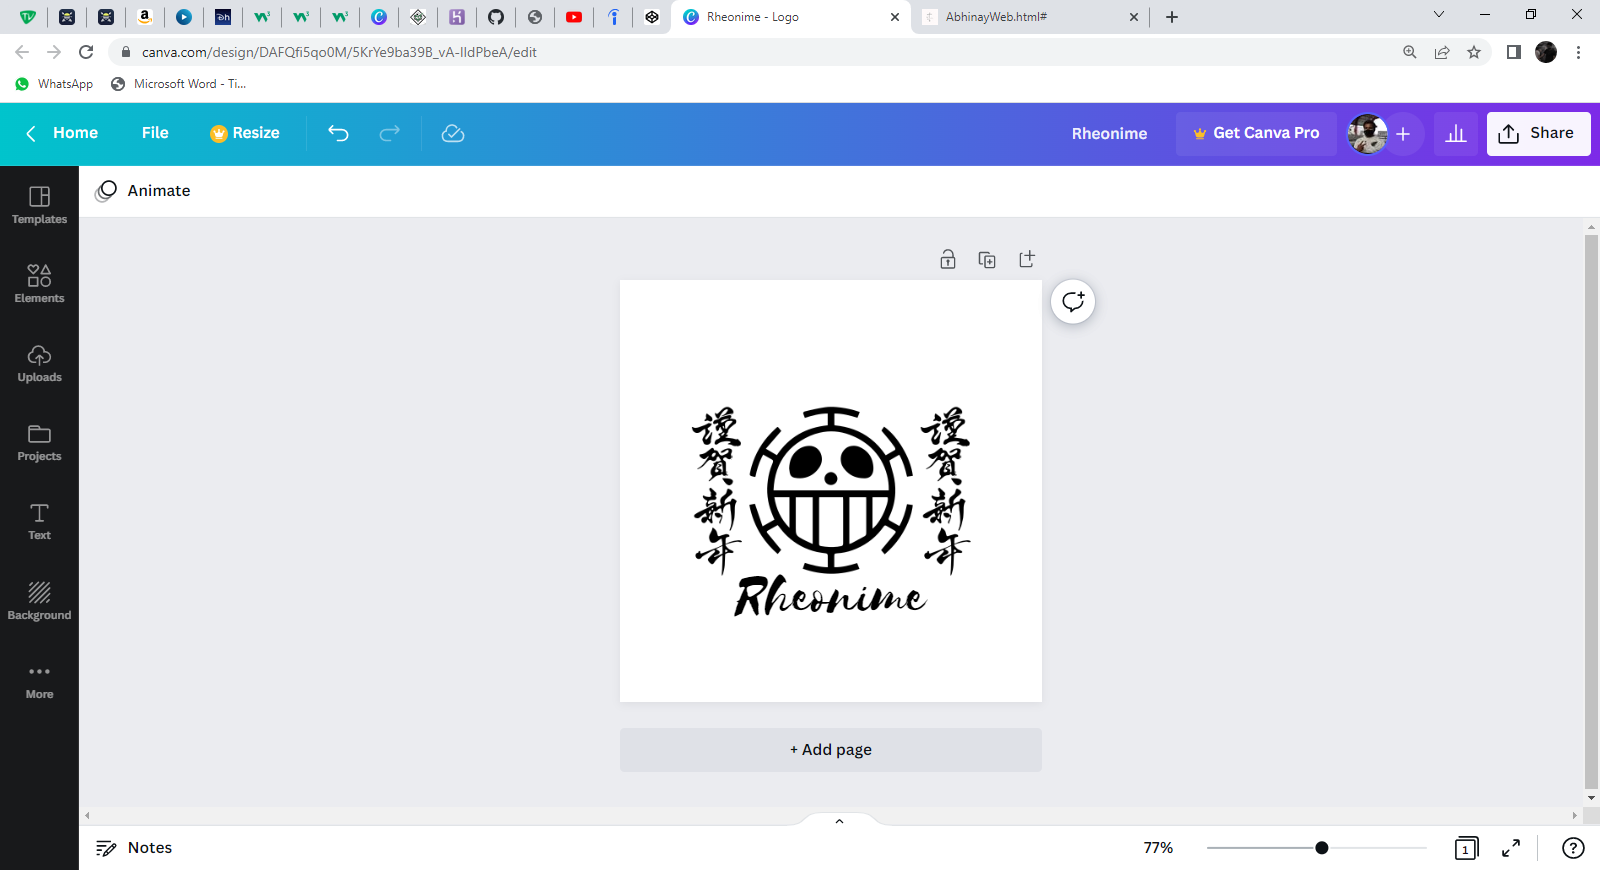 Rheonime - Logo
AbhinayWeb.html#
canva.com/design/DAFQfi5qo0M/5KrYe9ba39B_vA-lldPbeA/edit
WhatsApp
Microsoft Word - Ti...
Home
File
Resize
Rheonime
Get Canva Pro
Share
Templates
Elements
Uploads
Projects
Text
Background
More
Animate
謹賀新年
謹賀新年
Rheonime
+ Add page
Notes
77%
1